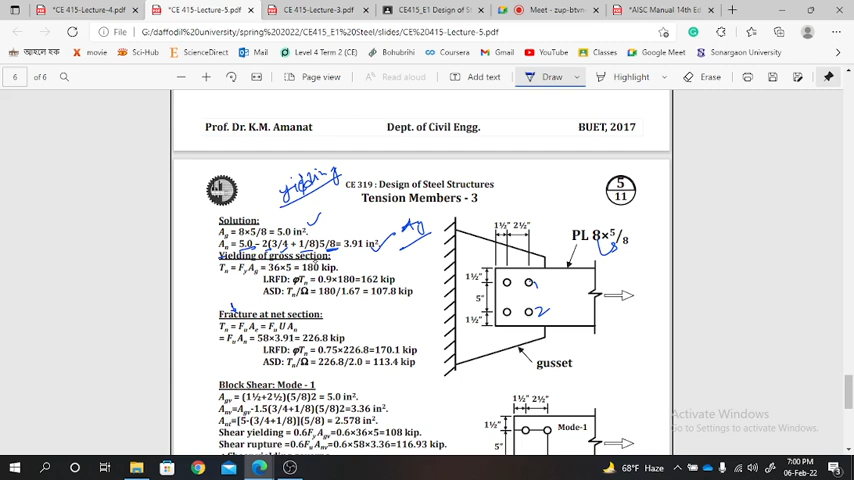 *CE 415-Lecture-4.pdf
*CE 415-Lecture-5.pdf
CE 415-Lecture-3.pdf
CE415_E1 Design of St
Meet - zup-btvn-
*AISC Manual 14th Ed
File | G:/daffodil university/spring 2022/CE415_E1 Steel/slides/CE%20415-Lecture-5.pdf
movie
Sci-Hub
ScienceDirect
Level 4 Term 2 (CE)
Bohubrihi
Coursera
Gmail
YouTube
Classes
Google Meet
Sonargaon University
6 of 6
Page view
Read aloud
Add text
Draw
Highlight
Erase
Prof. Dr. K.M. Amanat
Dept. of Civil Engg.
BUET, 2017
yielding
CE 319 : Design of Steel Structures
Tension Members - 3
5
11
Solution:
Ag = 8×5/8 = 5.0 in².
An = 5.0 – 2(3/4 + 1/8)5/8= 3.91 in²
Ag
Yielding of gross section:
Tn = FyAg = 36×5 = 180 kip.
LRFD: φTn = 0.9×180=162 kip
ASD: Tn/Ω = 180/1.67 = 107.8 kip
Fracture at net section:
Tn = FuAe = FuUAn
= FuAn = 58×3.91 = 226.8 kip
LRFD: φTn = 0.75×226.8=170.1 kip
ASD: Tn/Ω = 226.8/2.0 = 113.4 kip
Block Shear: Mode-1
Agv = (1½+2½)(5/8)2 = 5.0 in².
Anv=Agv-1.5(3/4+1/8)(5/8)2=3.36 in²
Ant=[5-(3/4+1/8)](5/8) = 2.578 in²
Shear yielding = 0.6FyAgv=0.6×36×5=108 kip
Shear rupture =0.6FuAnv=0.6×58×3.36=116.93 kip.
1½" 2½"
PL 8×5/8
1½"
5"
1½"
1
2
gusset
1½" 2½"
1½"
5"
Mode-1
Activate Windows
Go to Settings to activate Windows.
68°F Haze
7:00 PM
06-Feb-22